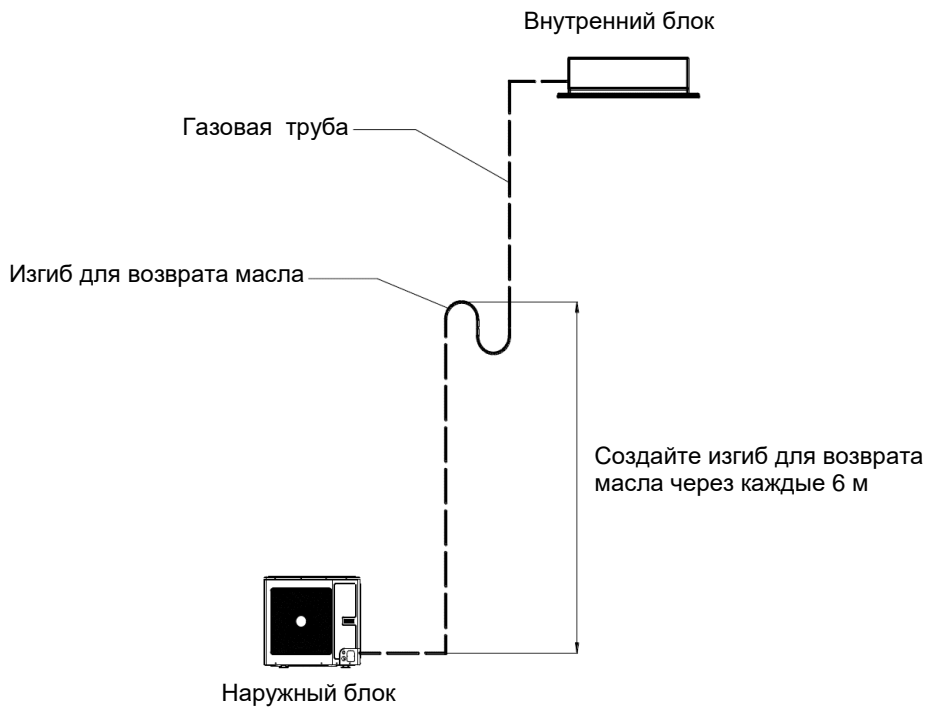 Внутренний блок
Газовая труба
Изгиб для возврата масла
Создайте изгиб для возврата
масла через каждые 6 м
Наружный блок